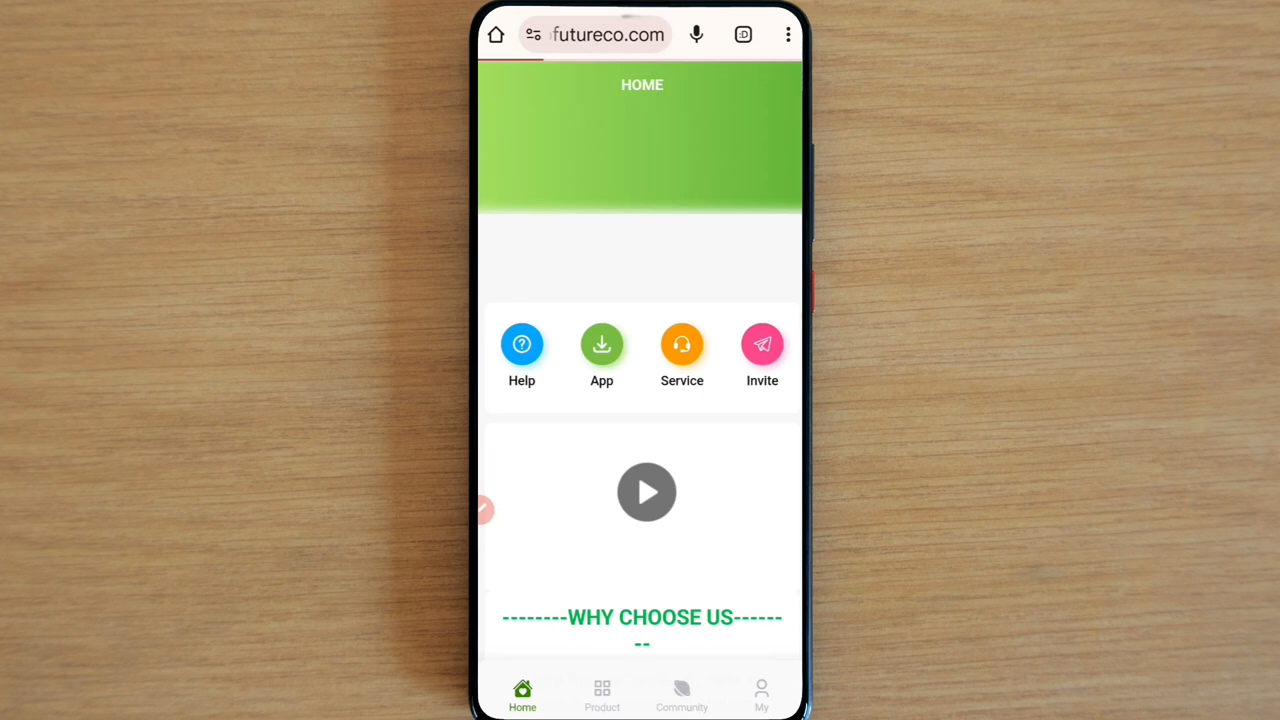 futureco.com
:D
HOME
Help
App
Service
Invite
--------WHY CHOOSE US------
--
Home
Product
Community
My